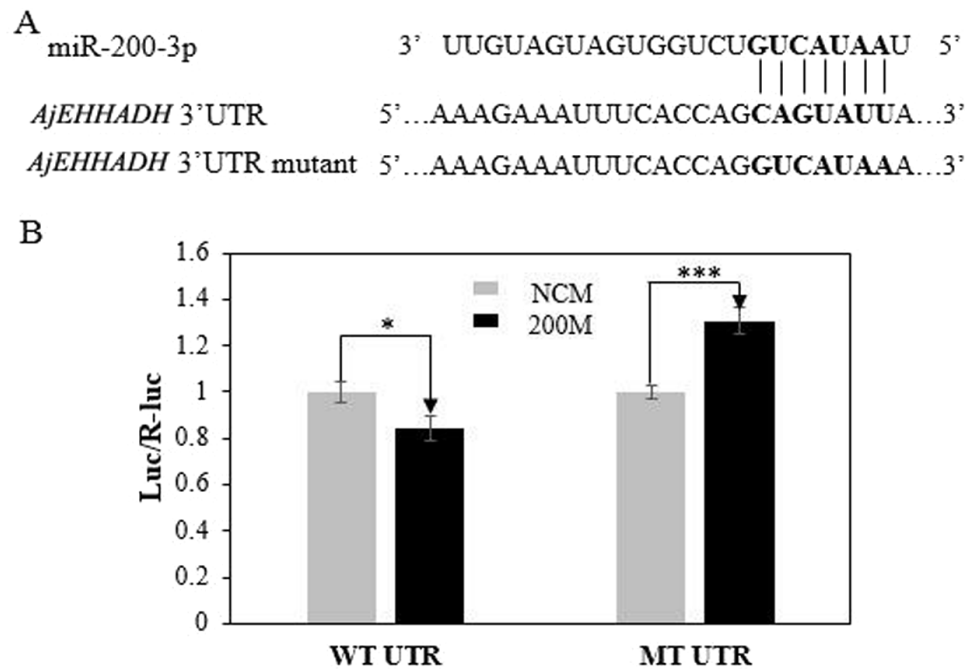 A
miR-200-3p 3’ UUGUAGUAGUGGUCUGUCAUAAU 5’
AjEHHADH 3’UTR 5’…AAAGAAAUUUCACCAGCAGUAUUA…3’
AjEHHADH 3’UTR mutant 5’…AAAGAAAUUUCACCAGGUCAUAAA…3’
B
1.6
1.4
1.2
1
0.8
0.6
0.4
0.2
0
Luc/R-luc
NCM
200M
*
***
WT UTR
MT UTR